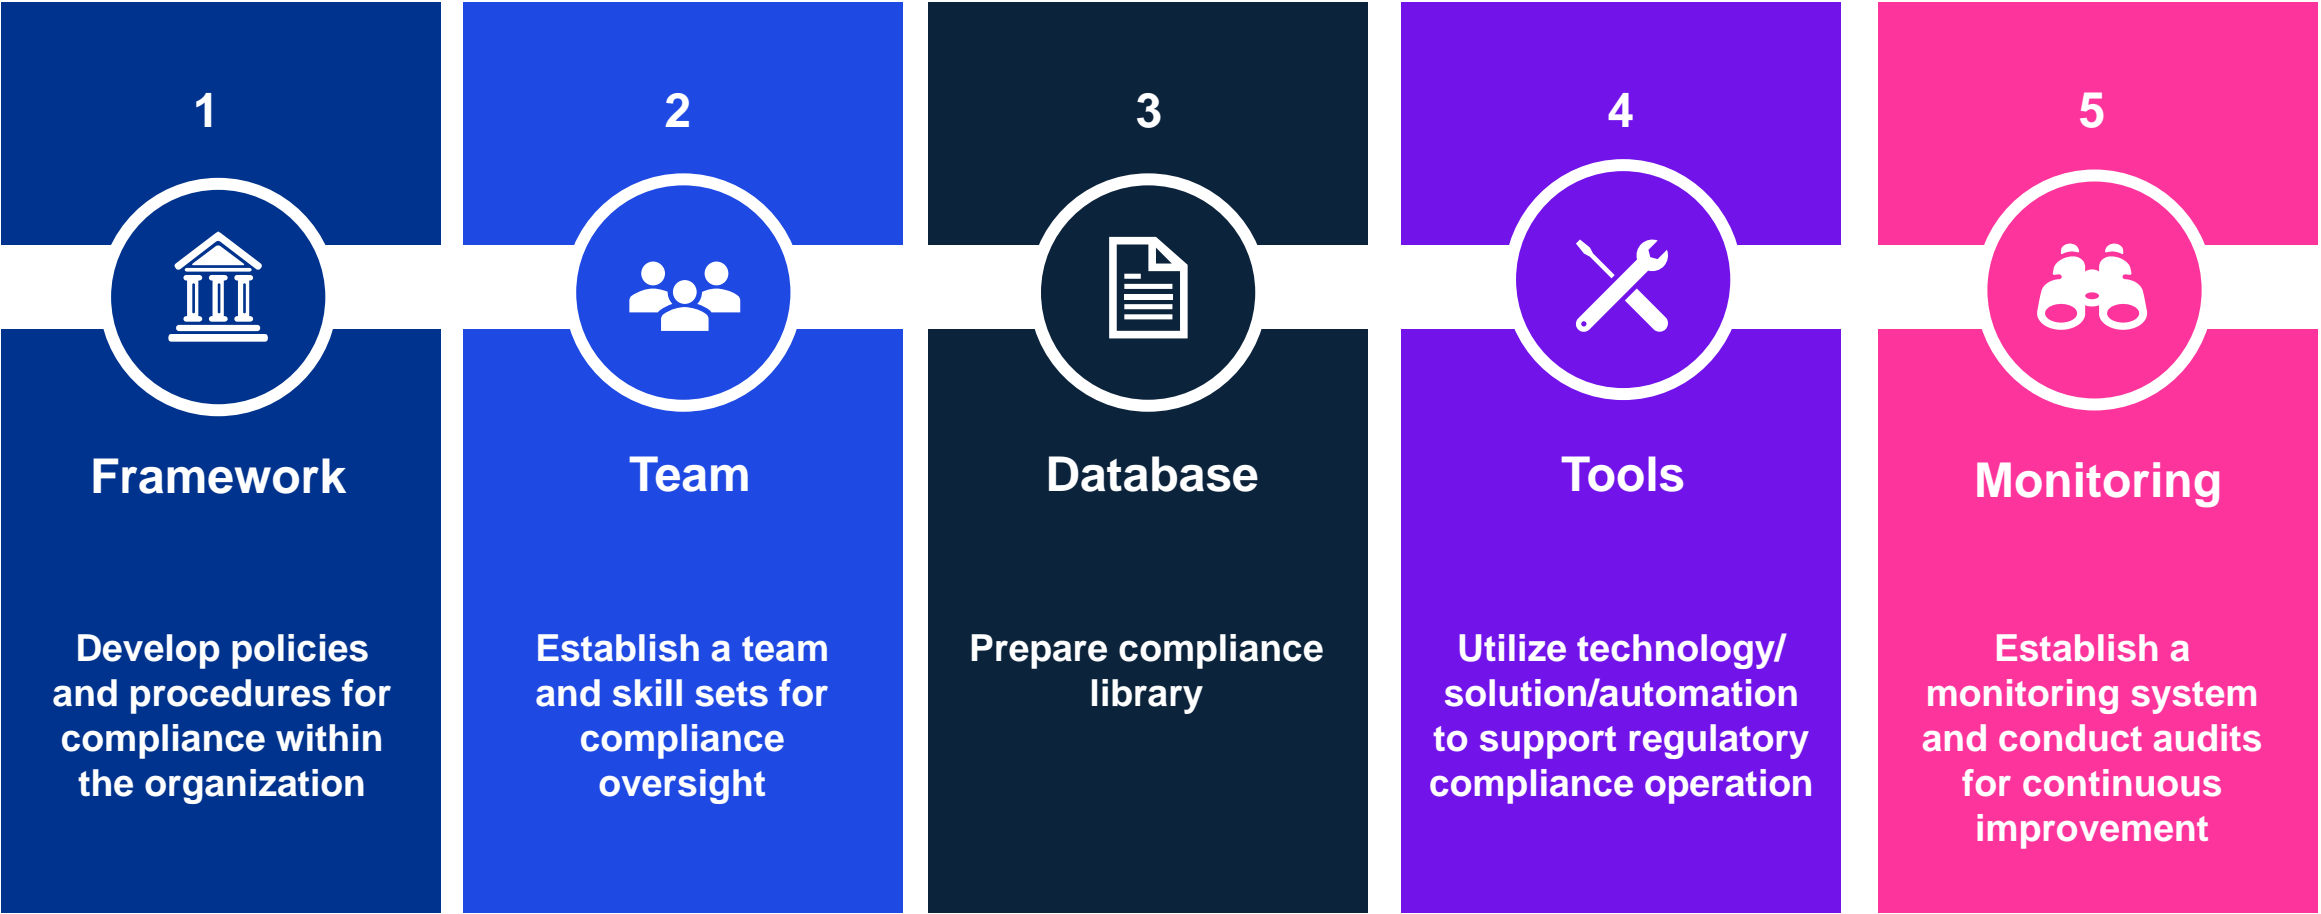 1
Framework
Develop policies
and procedures for
compliance within
the organization
2
Team
Establish a team
and skill sets for
compliance
oversight
3
Database
Prepare compliance
library
4
Tools
Utilize technology/
solution/automation
to support regulatory
compliance operation
5
Monitoring
Establish a
monitoring system
and conduct audits
for continuous
improvement